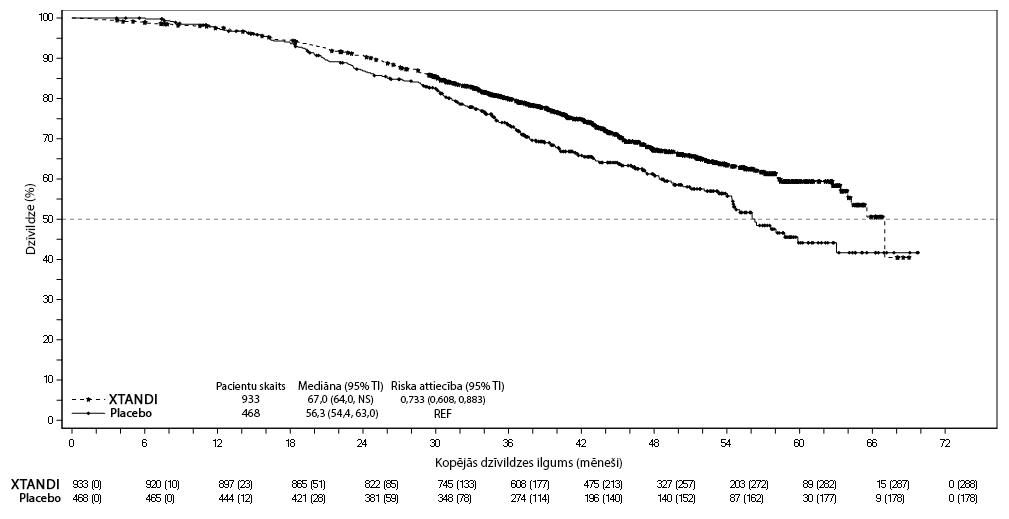 100
90
80
70
60
50
40
30
20
10
0
Dzīvildze (%)
Pacientu skaits Mediāna (95% TI) Riska attiecība (95% TI)
XTANDI 933 67,0 (64,0, NS) 0,733 (0,608, 0,883)
Placebo 468 56,3 (54,4, 63,0) REF
0 6 12 18 24 30 36 42 48 54 60 66 72
Kopējās dzīvildzes ilgums (mēneši)
XTANDI 933 (0) 920 (10) 897 (23) 865 (51) 822 (85) 745 (133) 608 (177) 475 (213) 327 (257) 203 (272) 89 (282) 15 (287) 0 (288)
Placebo 468 (0) 465 (0) 444 (12) 421 (28) 381 (59) 348 (78) 274 (114) 196 (140) 140 (152) 87 (162) 30 (177) 9 (178) 0 (178)